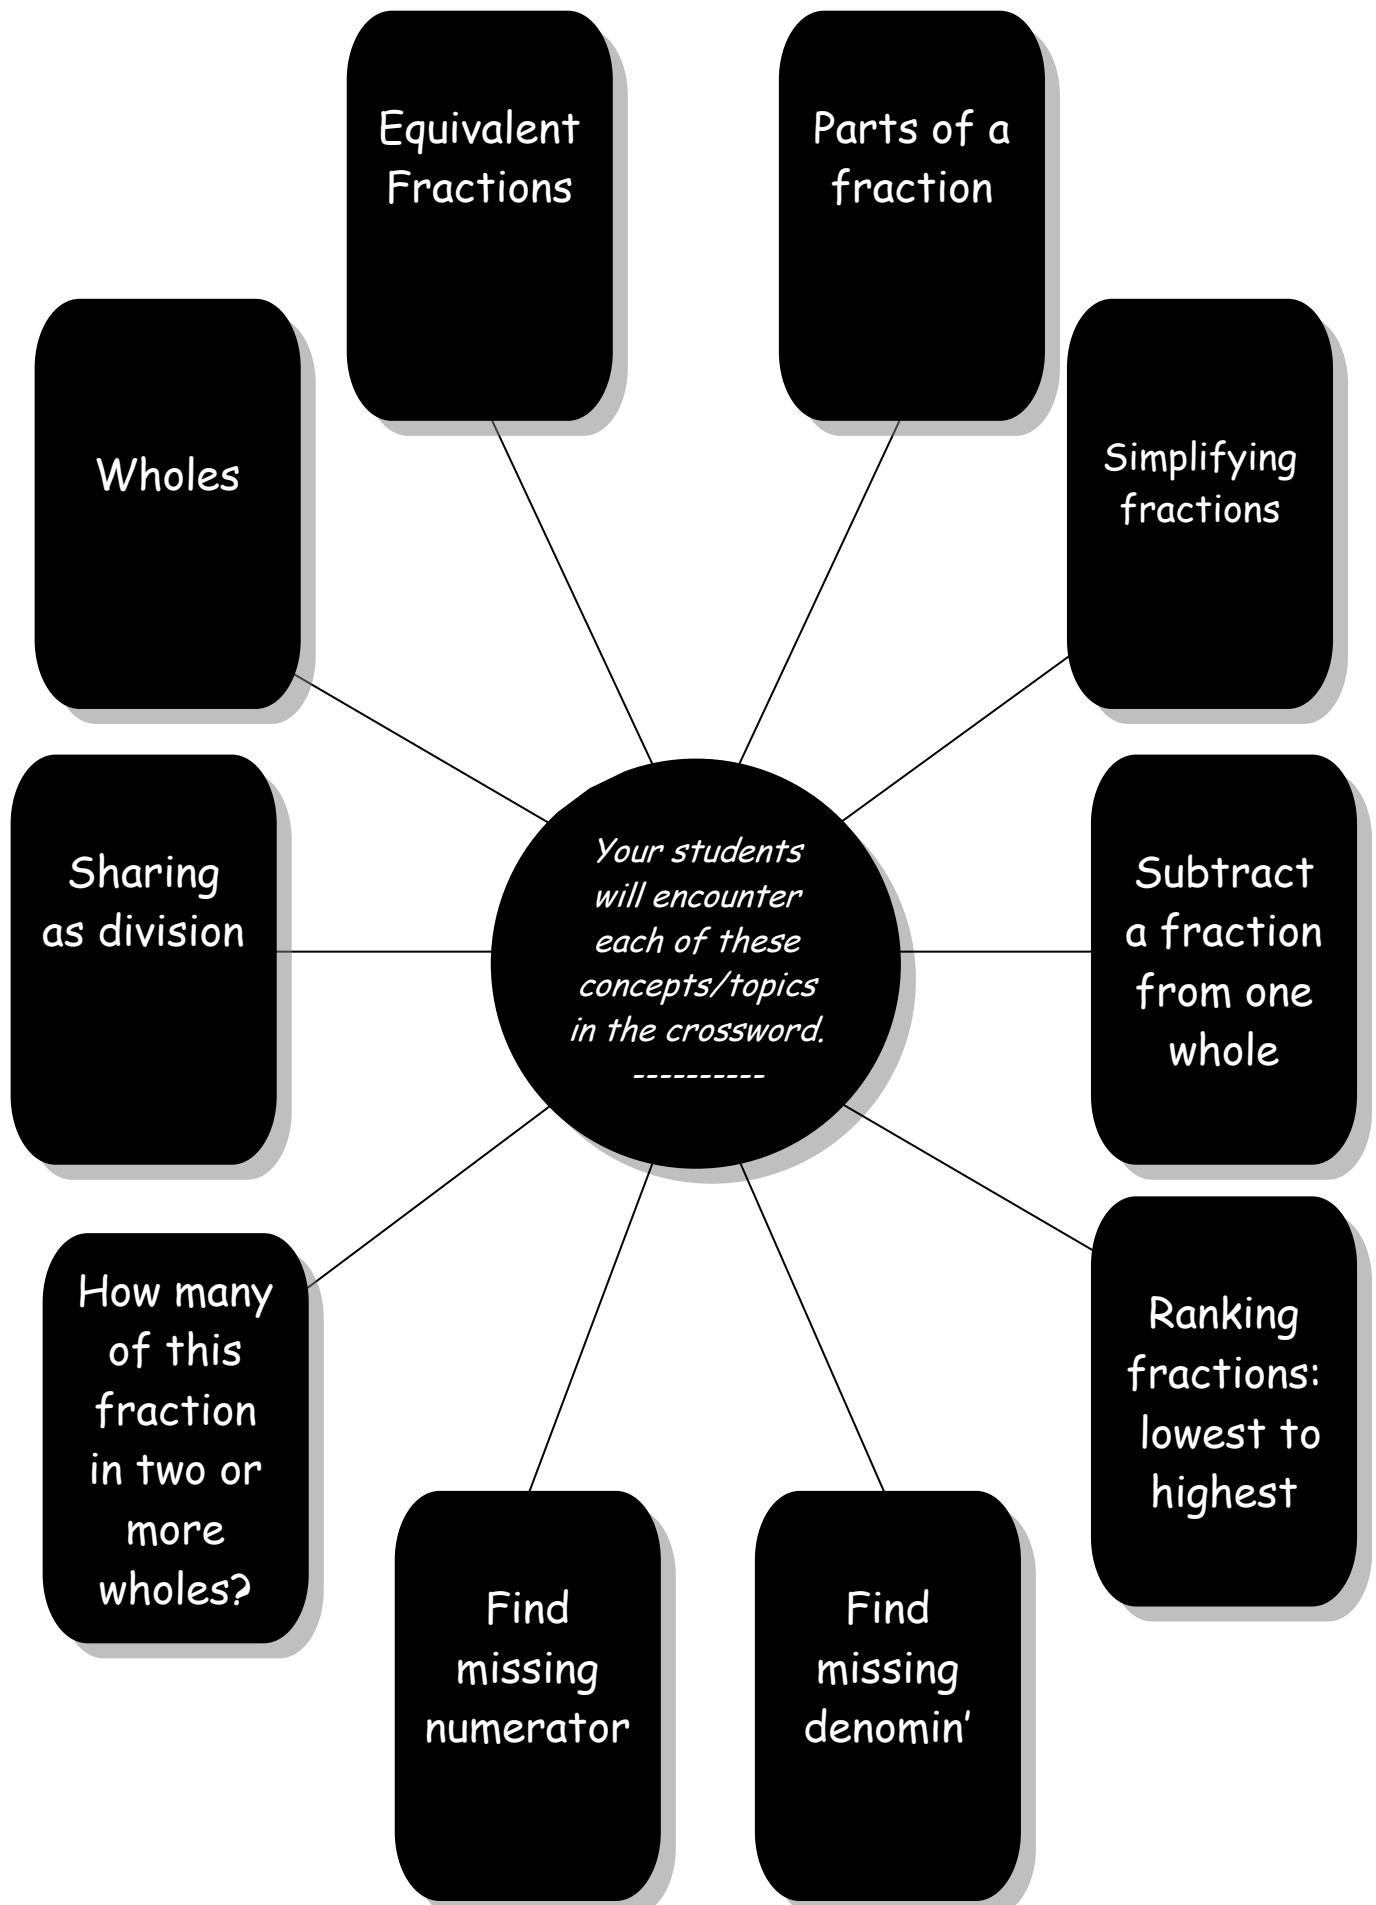 Equivalent
Fractions
Parts of a
fraction
Wholes
Simplifying
fractions
Sharing
as division
Your students
will encounter
each of these
concepts/topics
in the crossword.
----------
Subtract
a fraction
from one
whole
How many
of this
fraction
in two or
more
wholes?
Ranking
fractions:
lowest to
highest
Find
missing
numerator
Find
missing
denomin’